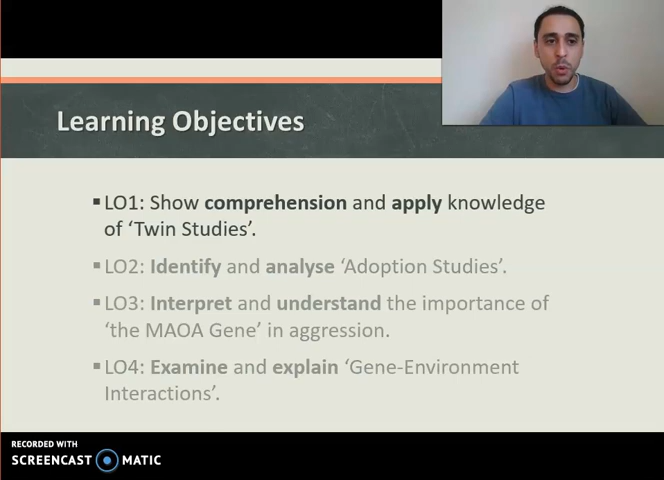 Learning Objectives
▪LO1: Show comprehension and apply knowledge
of ‘Twin Studies’.
▪LO2: Identify and analyse ‘Adoption Studies’.
▪LO3: Interpret and understand the importance of
‘the MAOA Gene’ in aggression.
▪LO4: Examine and explain ‘Gene-Environment
Interactions’.
RECORDED WITH
SCREENCAST MATIC